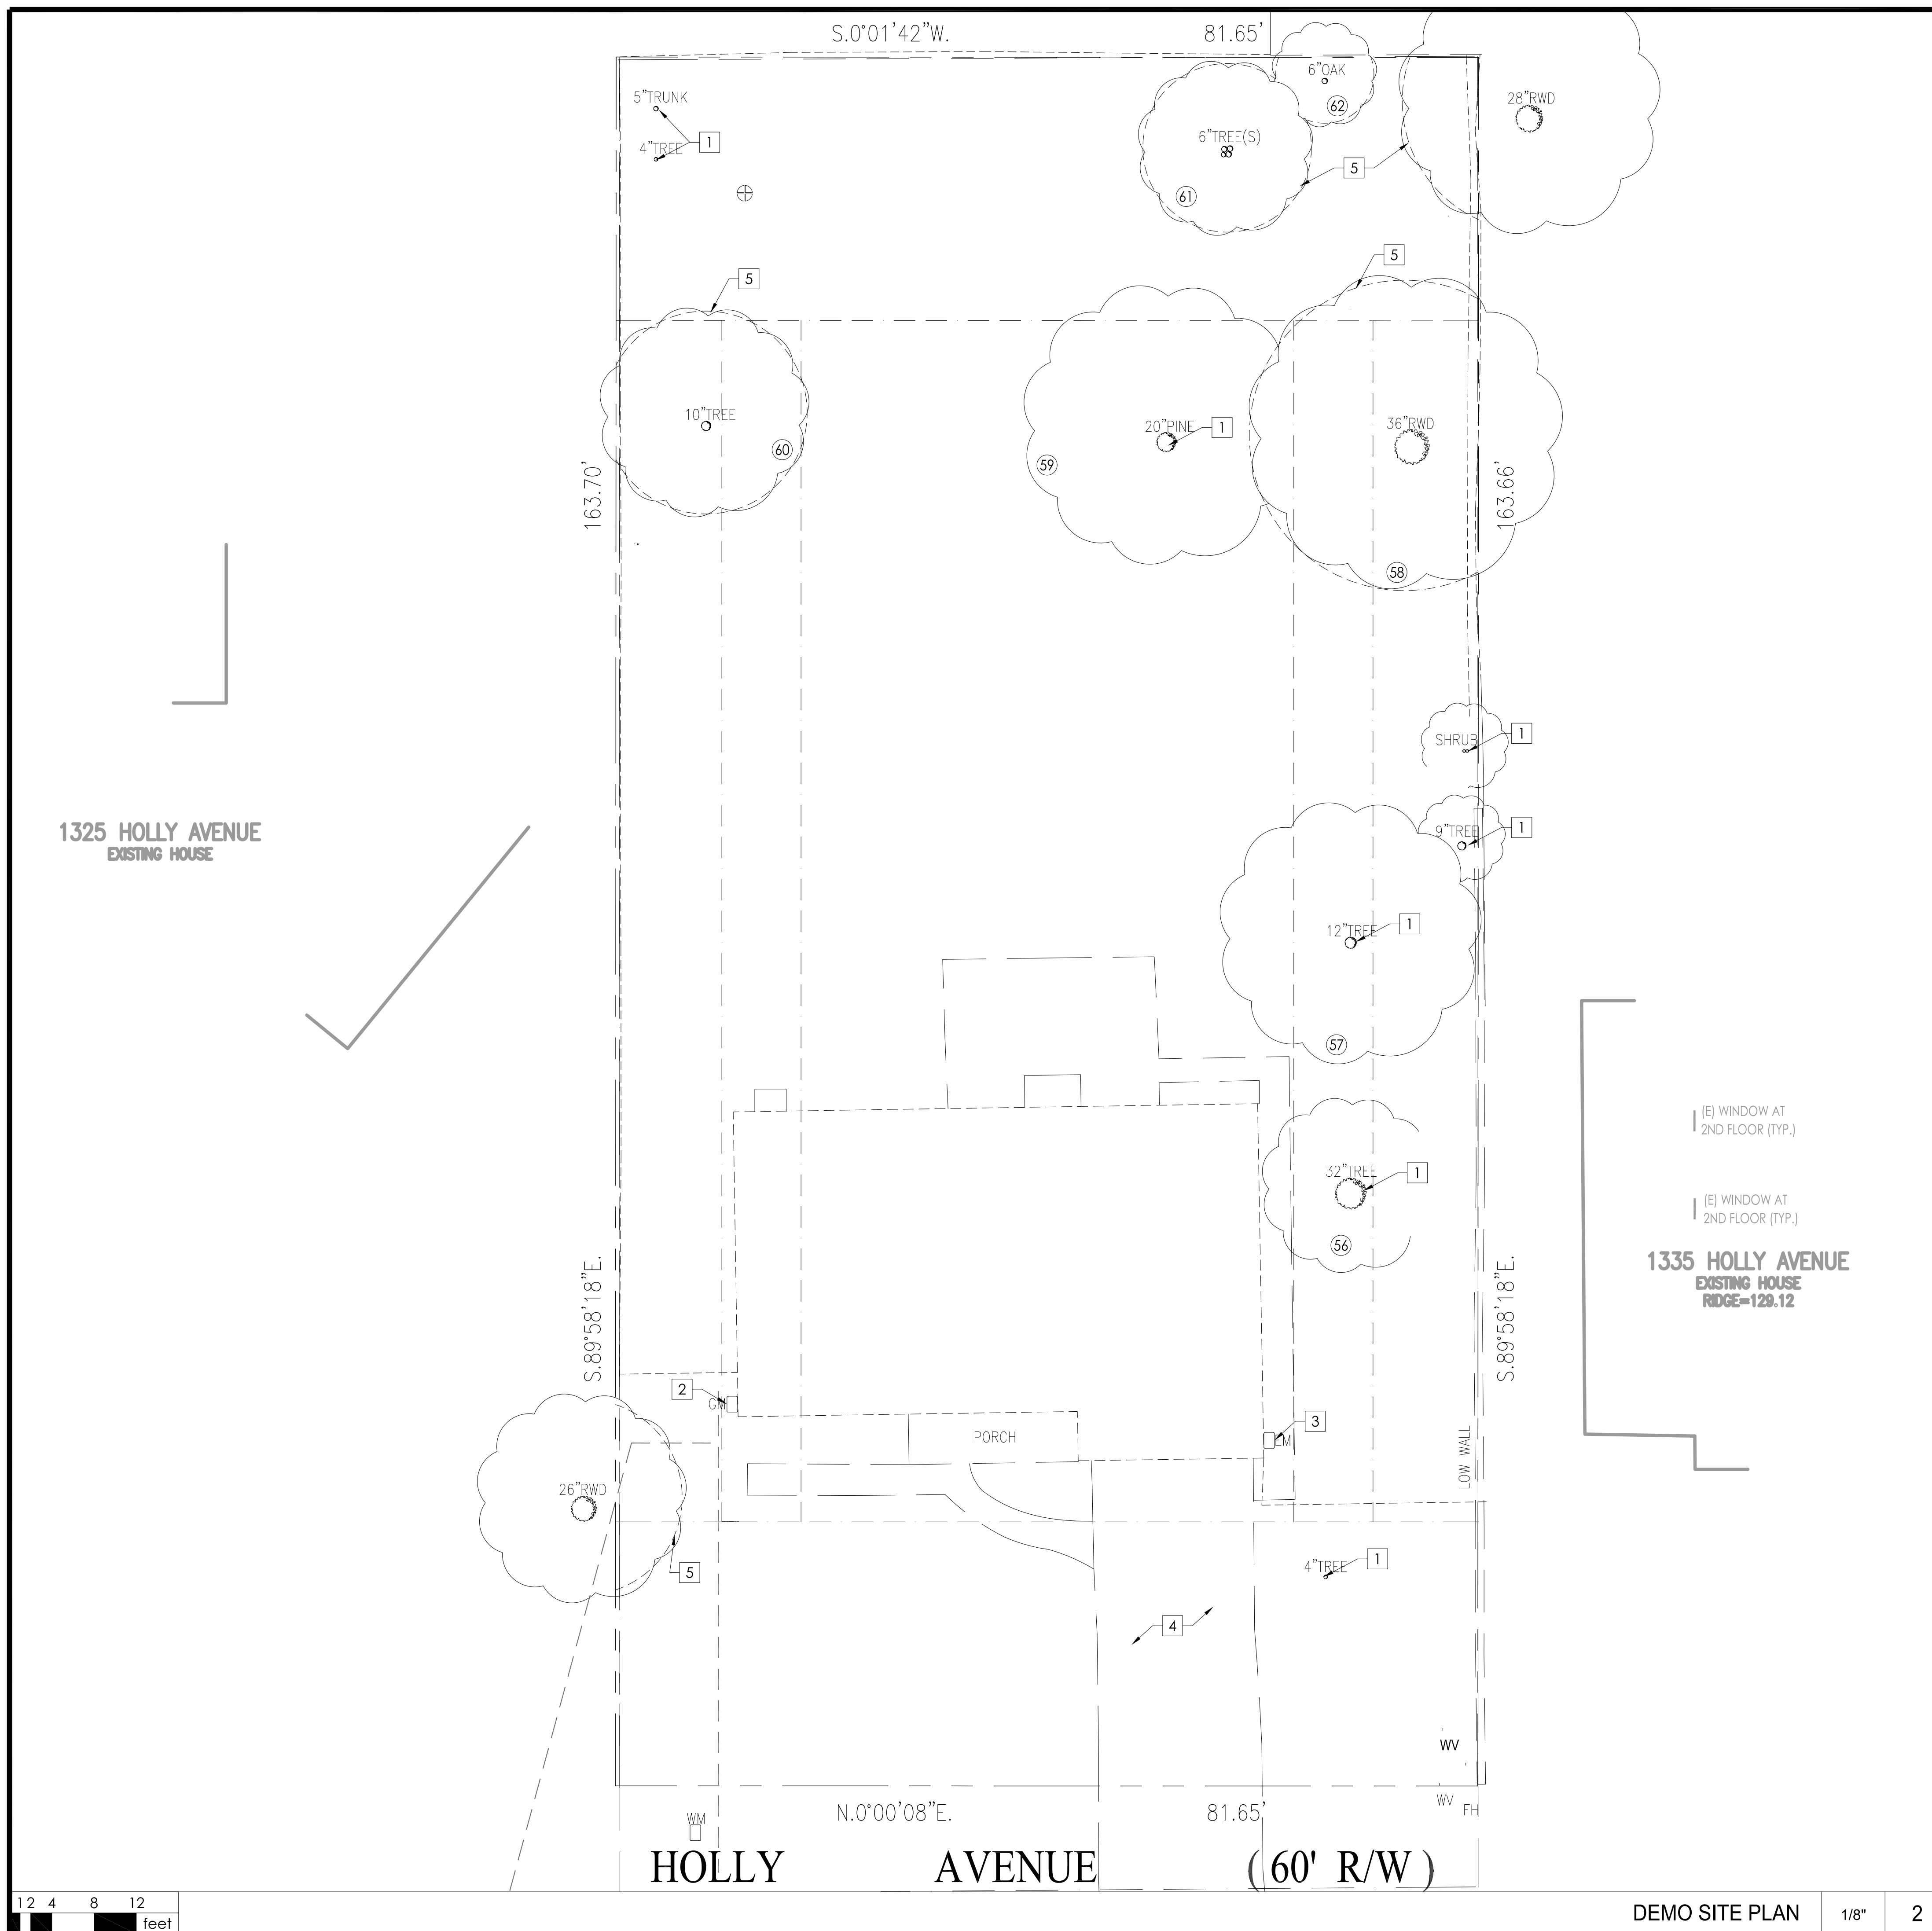 S.0°01'42"W.
81.65'
6"OAK
62
28"RWD
5"TRUNK
4"TREE
1
6"TREE(S)
61
5
5
5
10"TREE
60
20"PINE
1
59
36"RWD
58
163.70'
163.66'
SHRUB
1
9"TREE
1
12"TREE
1
57
1325 HOLLY AVENUE
EXISTING HOUSE
(E) WINDOW AT
2ND FLOOR (TYP.)
(E) WINDOW AT
2ND FLOOR (TYP.)
1335 HOLLY AVENUE
EXISTING HOUSE
RIDGE=129.12
32"TREE
1
56
S.89°58'18"E.
S.89°58'18"E.
2
GM
PORCH
3
EM
LOW WALL
26"RWD
5
4"TREE
1
4
WV
WV
FH
WM
N.0°00'08"E.
81.65'
HOLLY AVENUE (60' R/W)
1 2 4 8 12
feet
DEMO SITE PLAN
1/8"
2